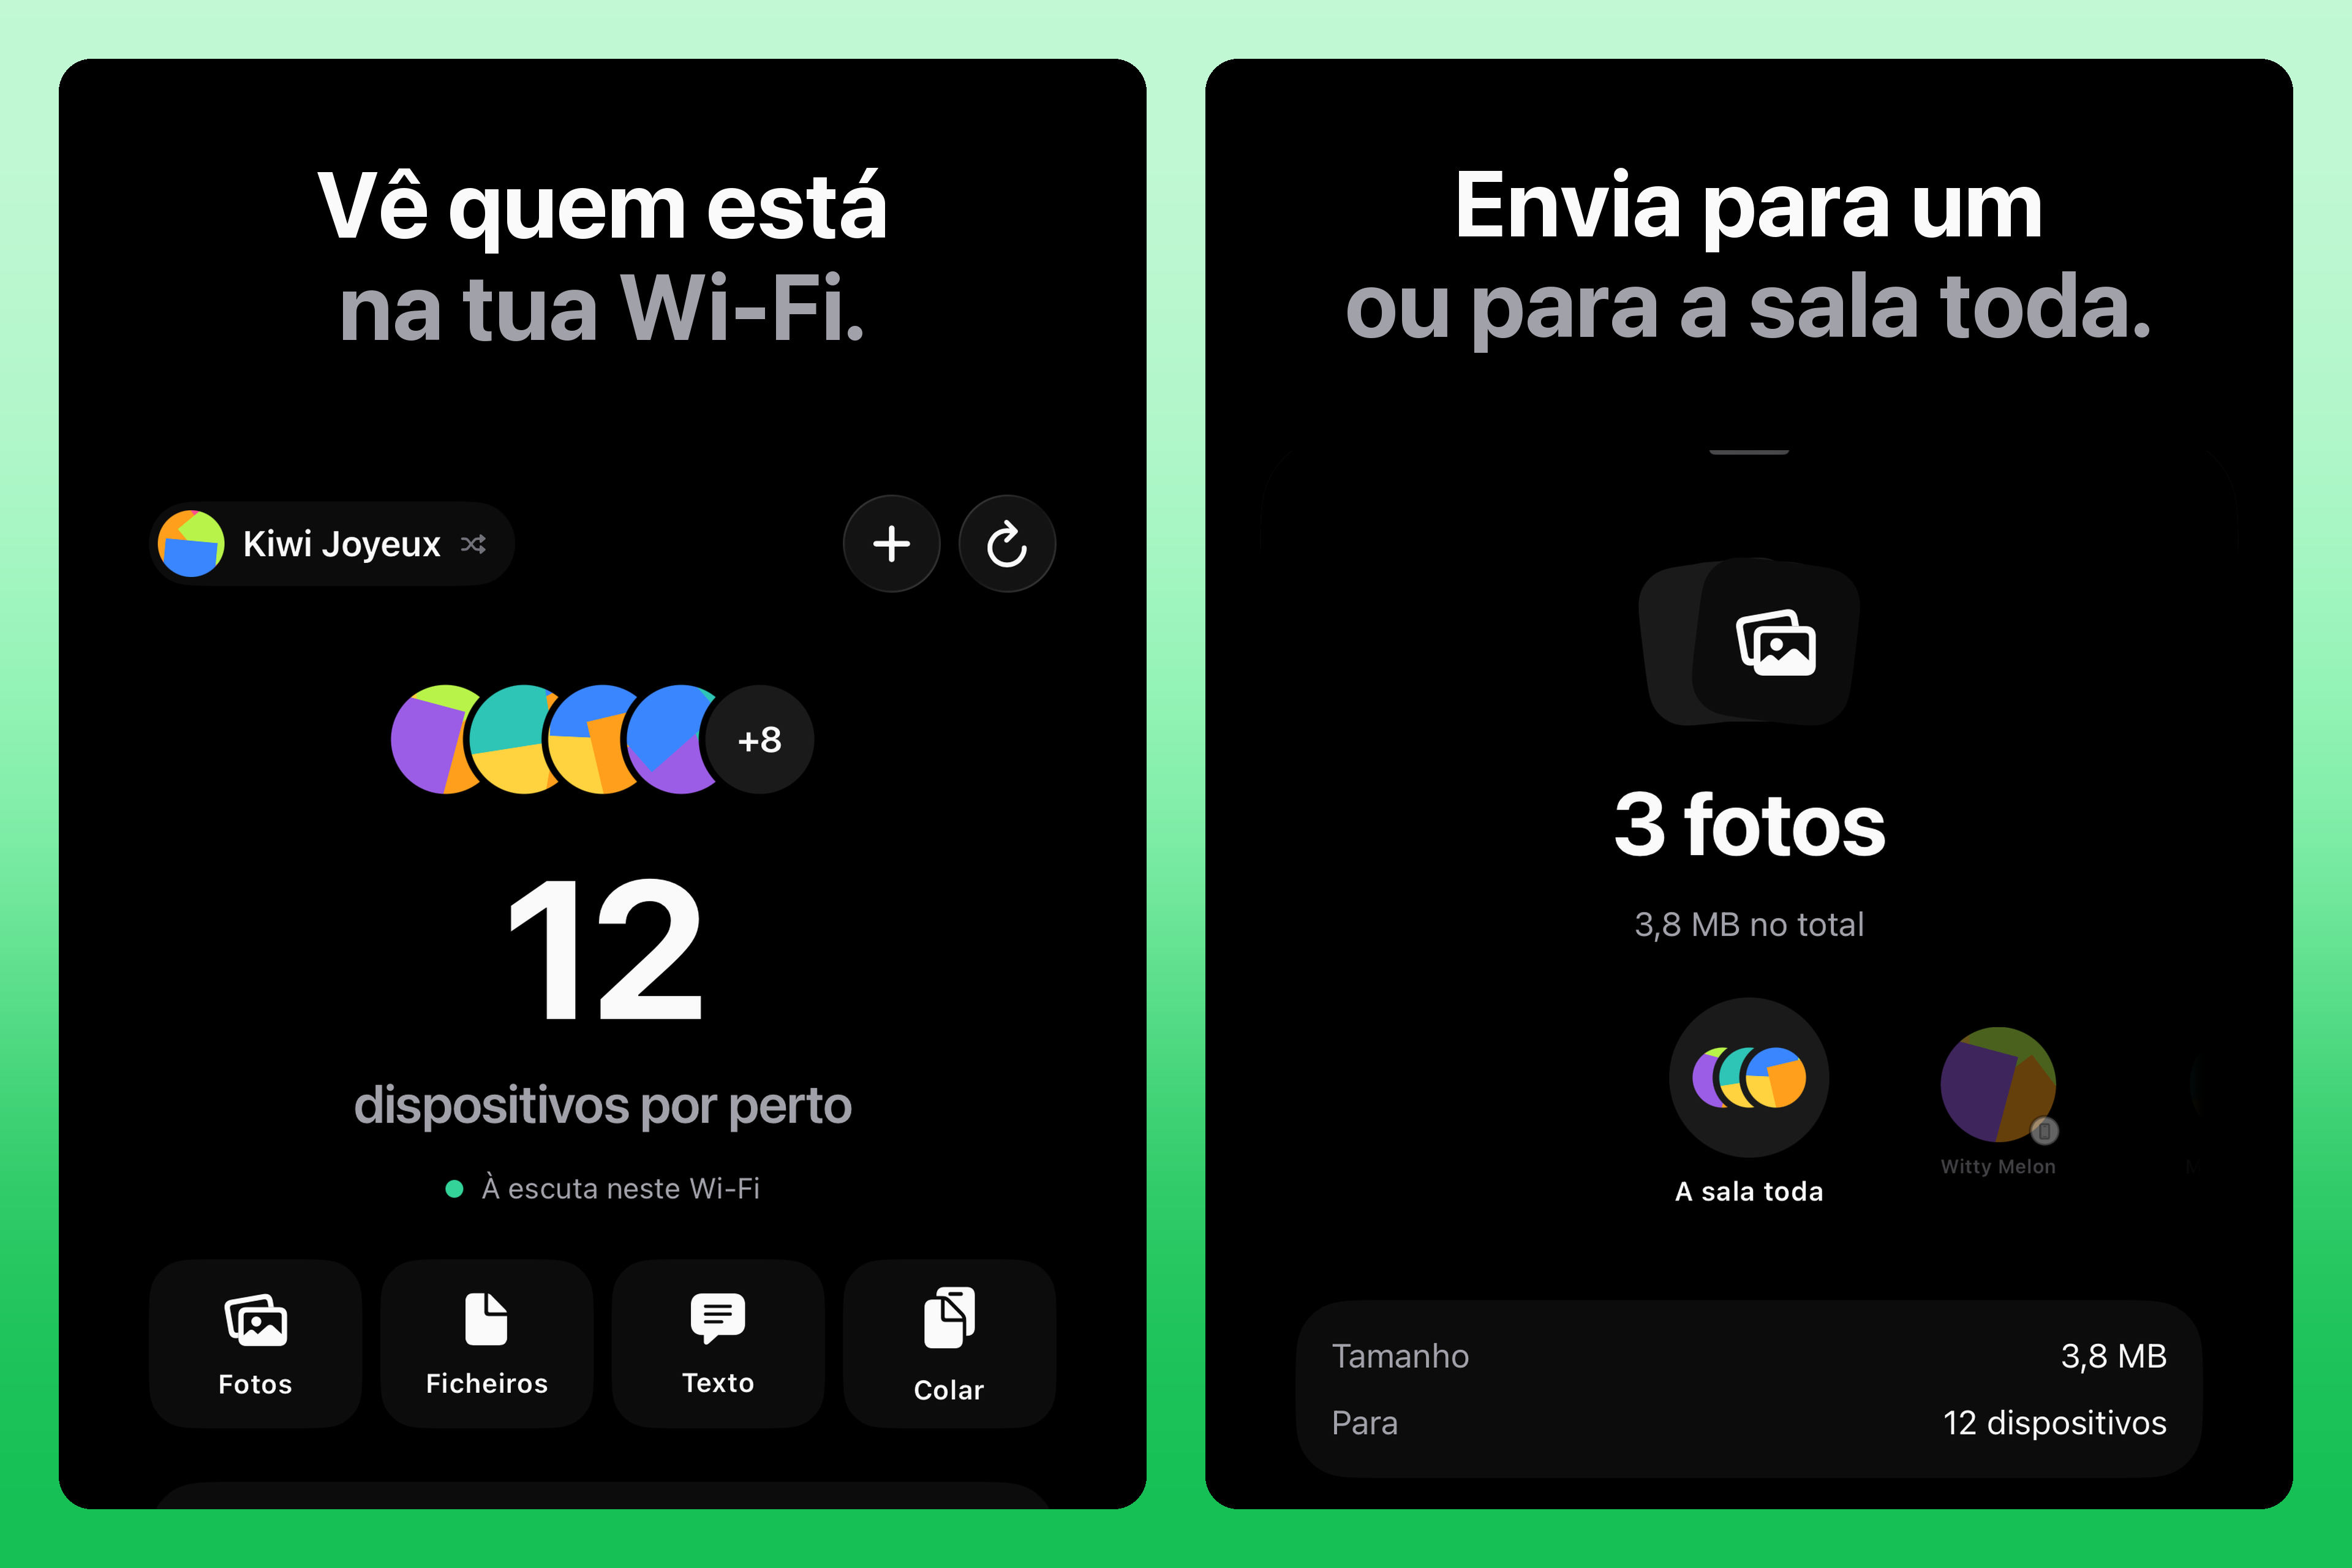 Vê quem está
na tua Wi-Fi.
Kiwi Joyeux
+8
12
dispositivos por perto
À escuta neste Wi-Fi
Fotos
Ficheiros
Texto
Colar
Envia para um
ou para a sala toda.
3 fotos
3,8 MB no total
A sala toda
Witty Melon
Tamanho
3,8 MB
Para
12 dispositivos